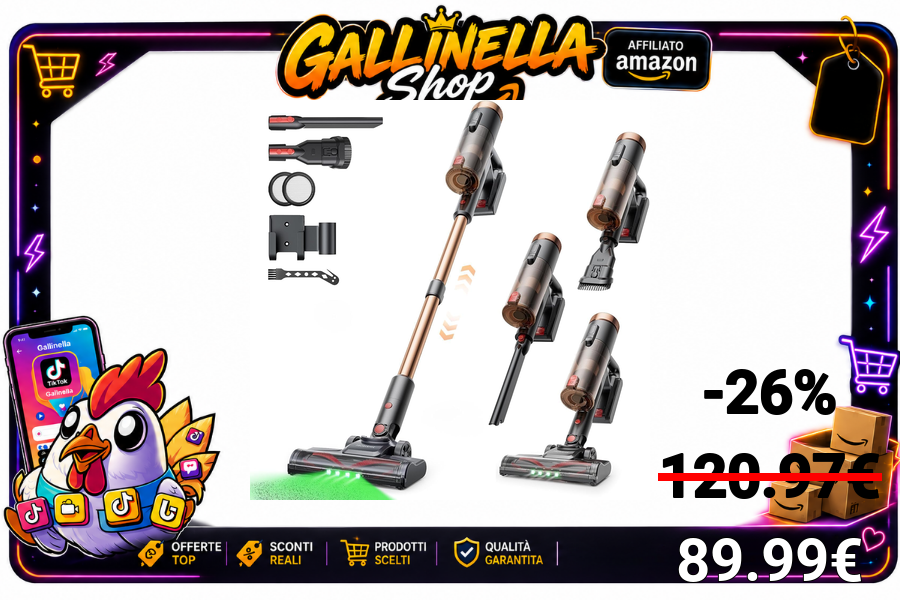 GALLINELLA
Shop
AFFILIATO
amazon
Gallinella
TikTok
Gallinella
-26%
120.97€
89.99€
OFFERTE
TOP
SCONTI
REALI
PRODOTTI
SCELTI
QUALITÀ
GARANTITA